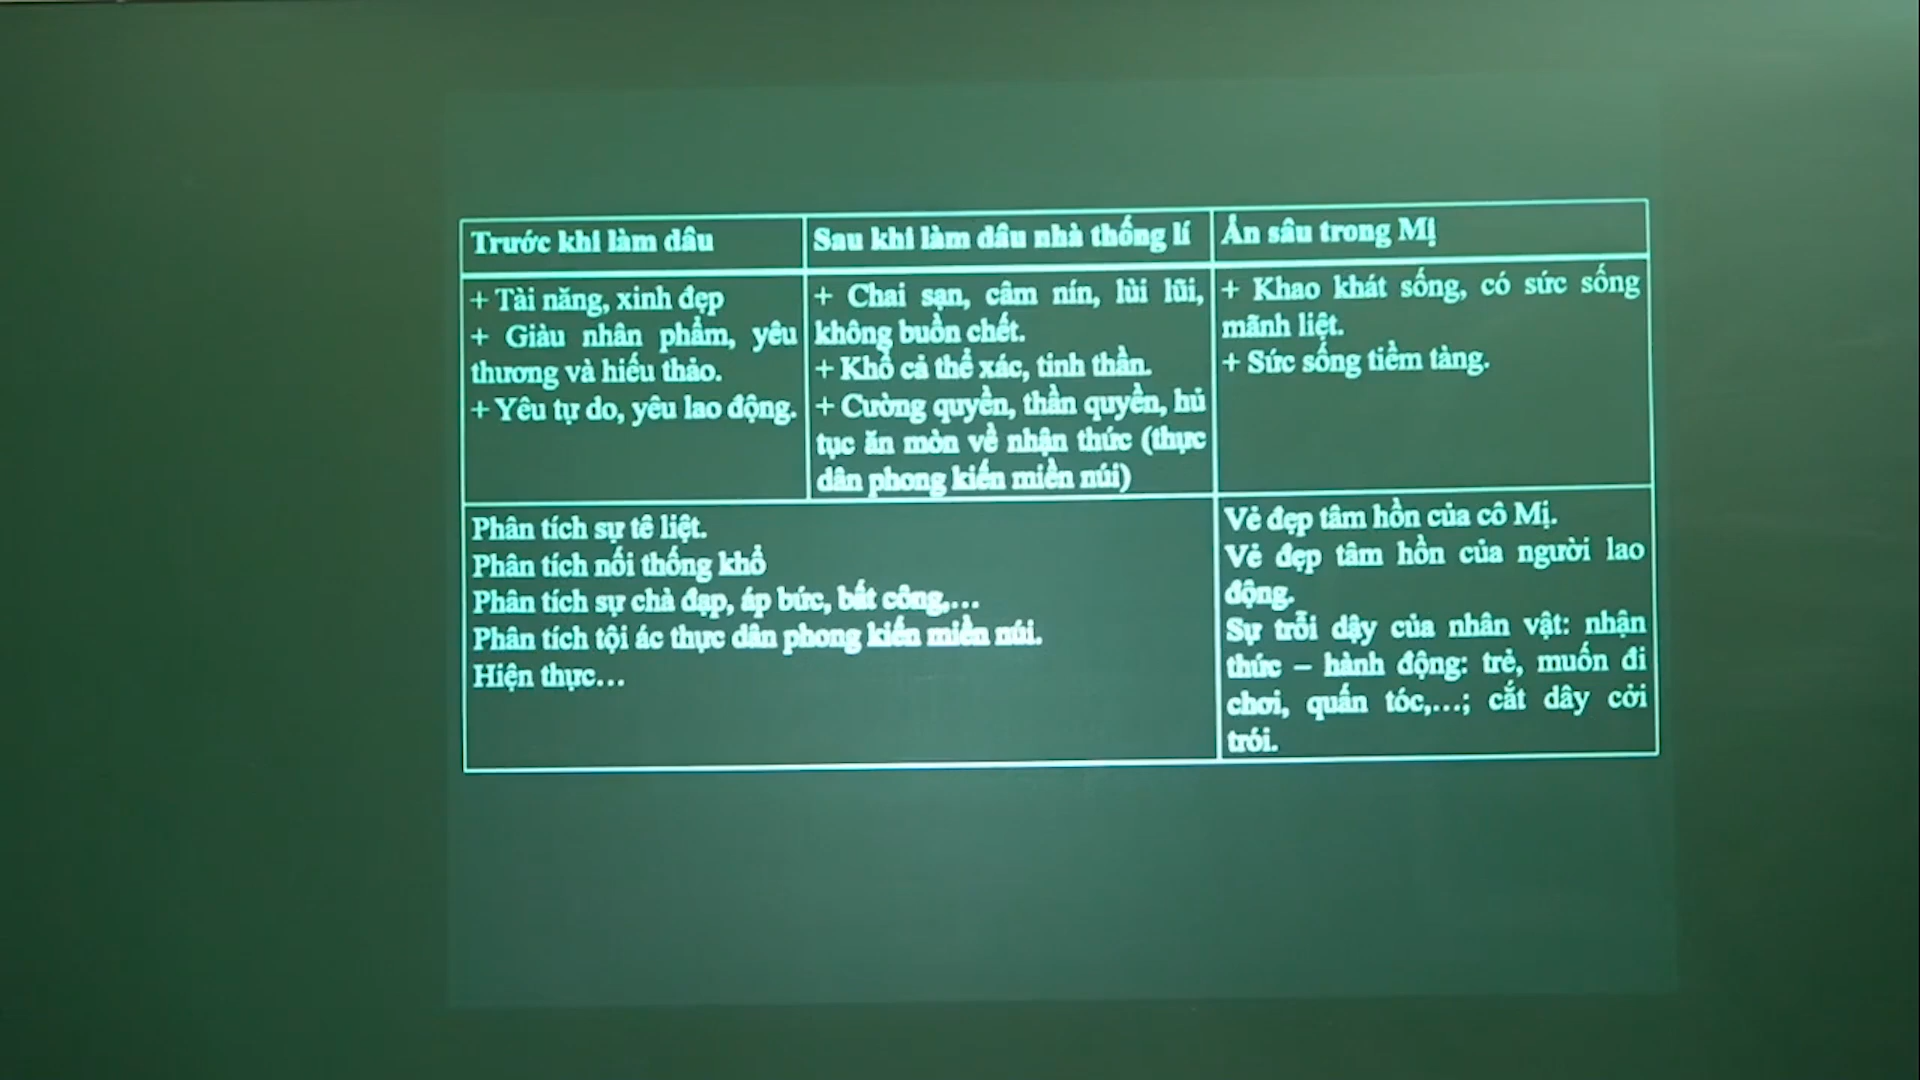 Trước khi làm dâu
Sau khi làm dâu nhà thống lí
Ẩn sâu trong Mị
+ Tài năng, xinh đẹp
+ Giàu nhân phẩm, yêu
thương và hiếu thảo.
+ Yêu tự do, yêu lao động.
+ Chai sạn, câm nín, lùi lũi,
không buồn chết.
+ Khổ cả thể xác, tinh thần.
+ Cường quyền, thần quyền, hủ
tục ăn mòn về nhận thức (thực
dân phong kiến miền núi)
+ Khao khát sống, có sức sống
mãnh liệt.
+ Sức sống tiềm tàng.
Phân tích sự tê liệt.
Phân tích nối thống khổ
Phân tích sự chà đạp, áp bức, bất công,…
Phân tích tội ác thực dân phong kiến miền núi.
Hiện thực…
Vẻ đẹp tâm hồn của cô Mị.
Vẻ đẹp tâm hồn của người lao
động.
Sự trỗi dậy của nhân vật: nhận
thức – hành động: trẻ, muốn đi
chơi, quấn tóc,…; cắt dây cởi
trói.